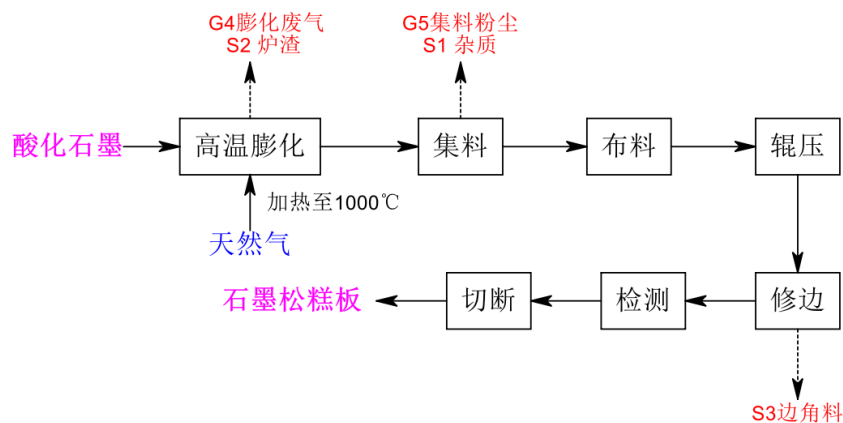 G4膨化废气
S2 炉渣
G5集料粉尘
S1 杂质
酸化石墨
高温膨化
集料
布料
辊压
加热至1000℃
天然气
石墨松糕板
切断
检测
修边
S3边角料